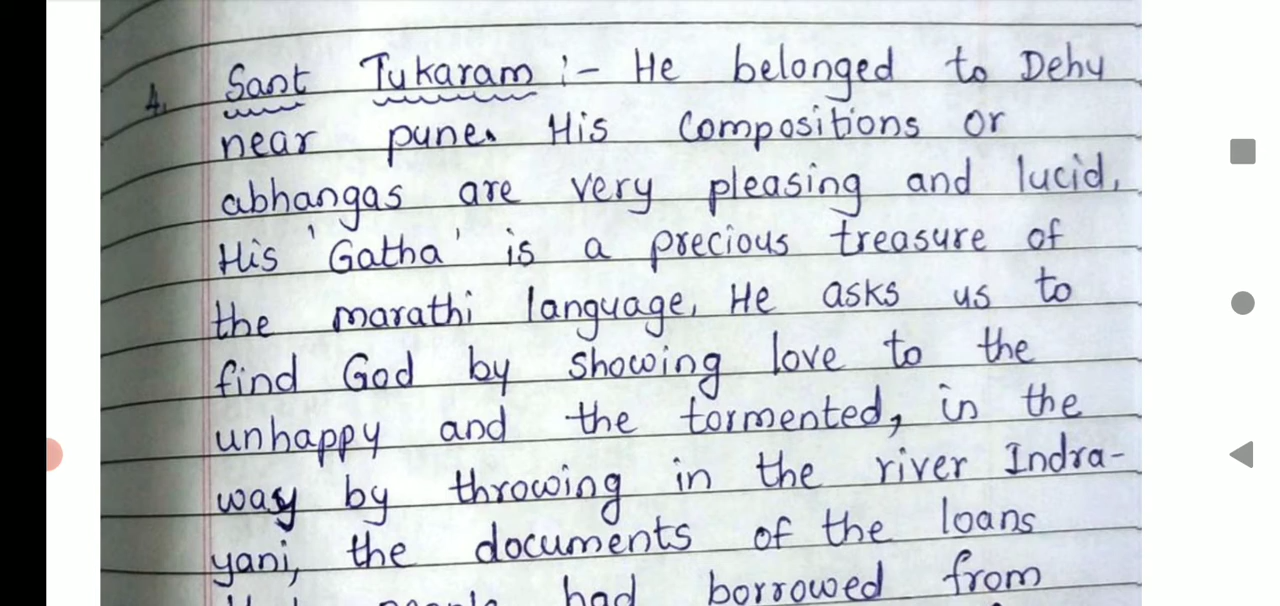 4. Sant Tukaram :- He belonged to Dehu
near pune. His Compositions or
abhangas are very pleasing and lucid.
His 'Gatha' is a precious treasure of
the marathi language. He asks us to
find God by showing love to the
unhappy and the tormented, in the
way by throwing in the river Indra-
yani, the documents of the loans
had borrowed from